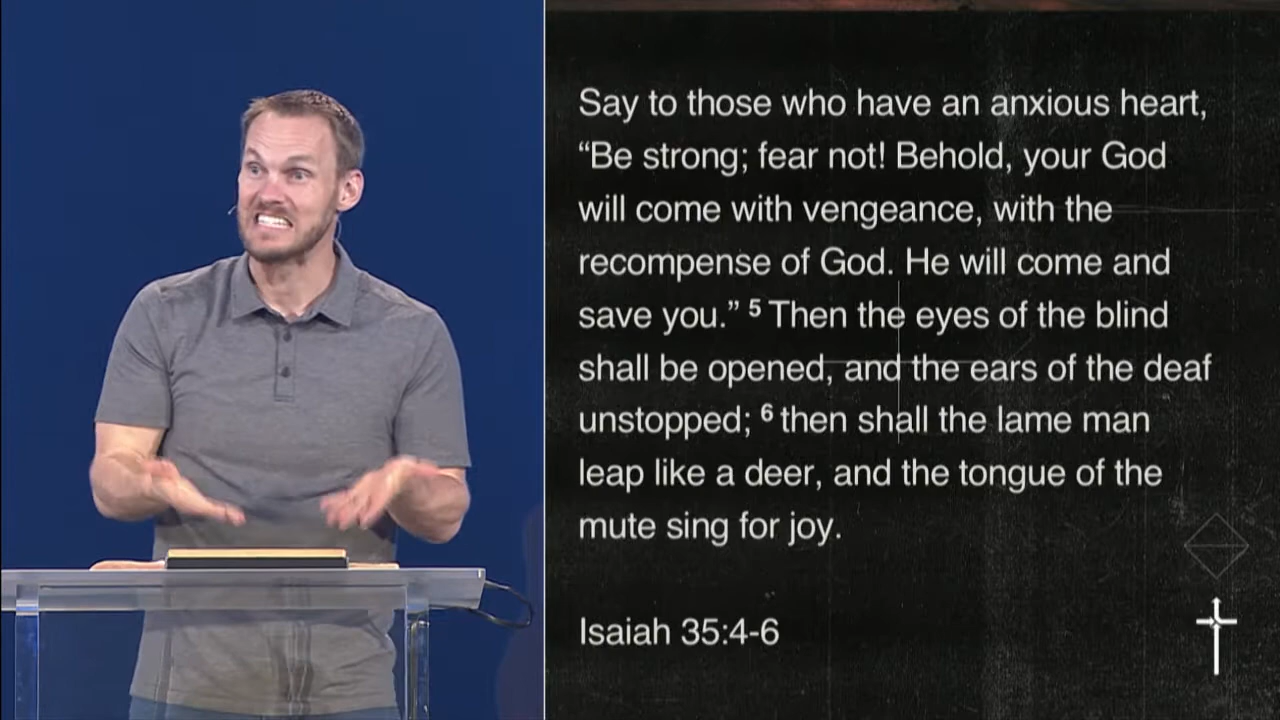 Say to those who have an anxious heart,
“Be strong; fear not! Behold, your God
will come with vengeance, with the
recompense of God. He will come and
save you.” ⁵ Then the eyes of the blind
shall be opened, and the ears of the deaf
unstopped; ⁶ then shall the lame man
leap like a deer, and the tongue of the
mute sing for joy.
Isaiah 35:4-6